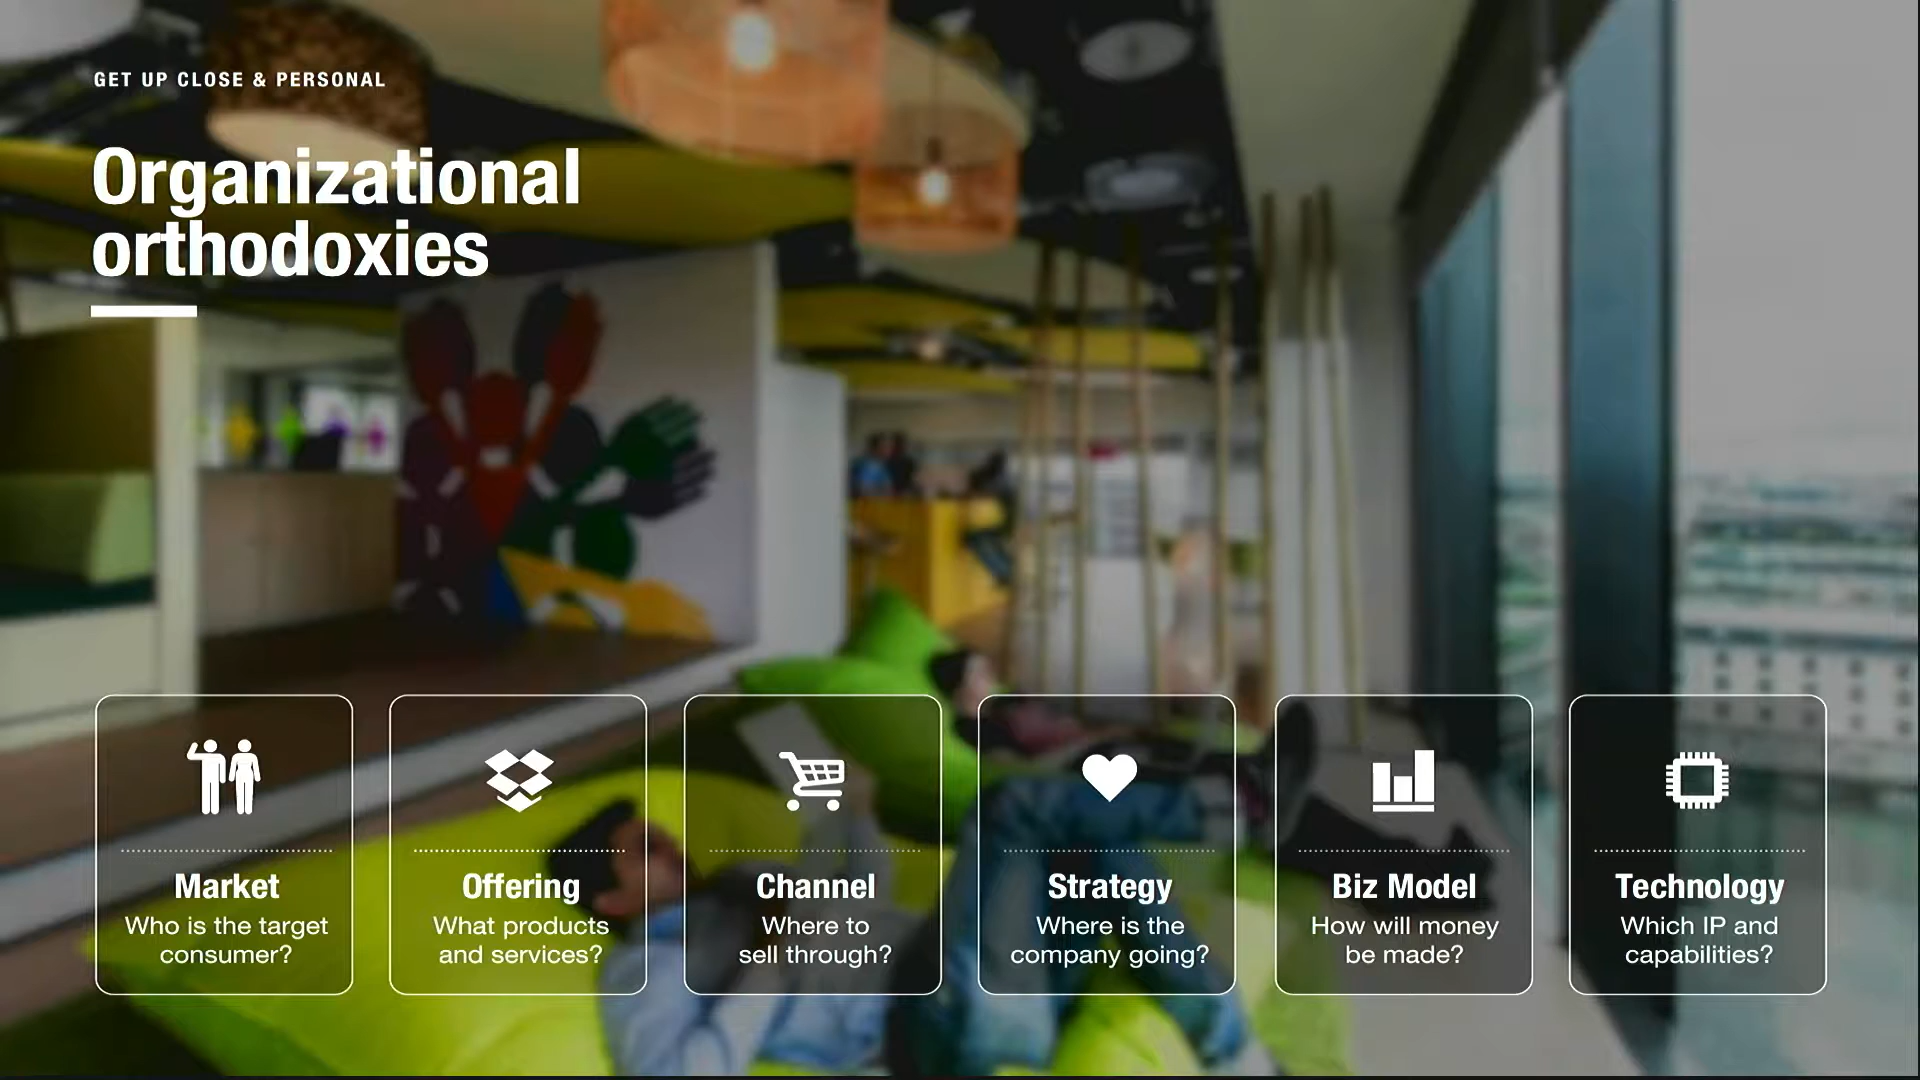 GET UP CLOSE & PERSONAL
Organizational
orthodoxies
Market
Who is the target
consumer?
Offering
What products
and services?
Channel
Where to
sell through?
Strategy
Where is the
company going?
Biz Model
How will money
be made?
Technology
Which IP and
capabilities?